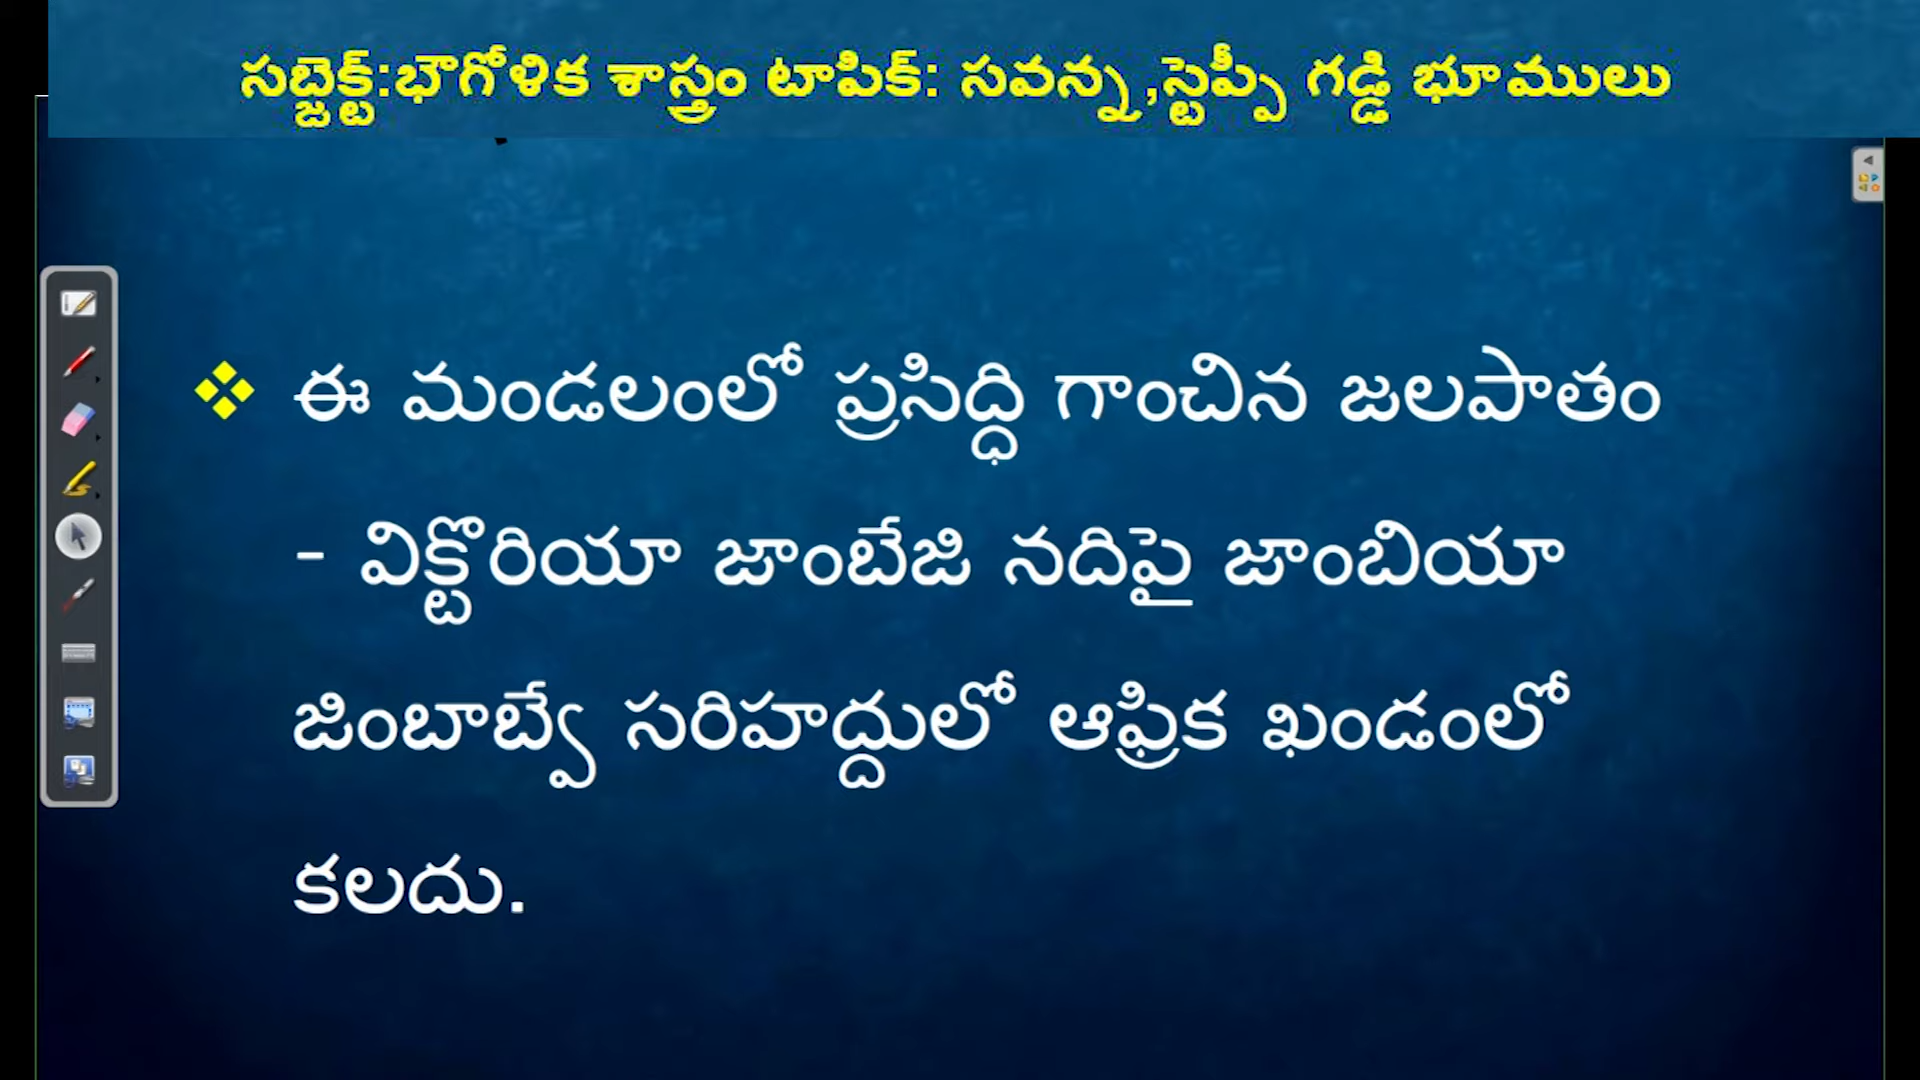 సబ్జెక్ట్:భౌగోళిక శాస్త్రం టాపిక్: సవన్న,స్టెప్పీ గడ్డి భూములు
ఈ మండలంలో ప్రసిద్ధి గాంచిన జలపాతం
- విక్టొరియా జాంబేజి నదిపై జాంబియా
జింబాబ్వే సరిహద్దులో ఆఫ్రిక ఖండంలో
కలదు.